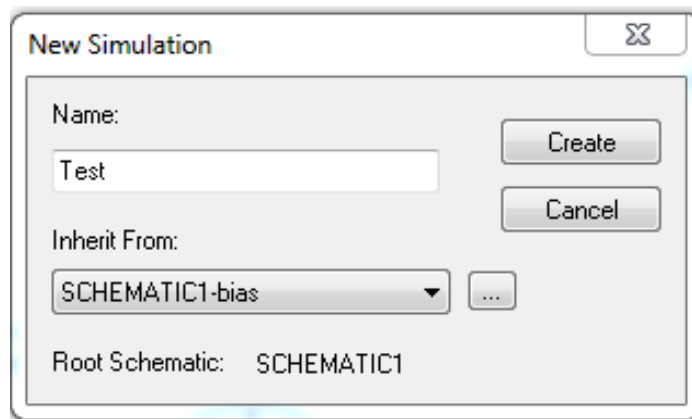 New Simulation
Name:
Create
Test
Cancel
Inherit From:
SCHEMATIC1-bias
...
Root Schematic: SCHEMATIC1